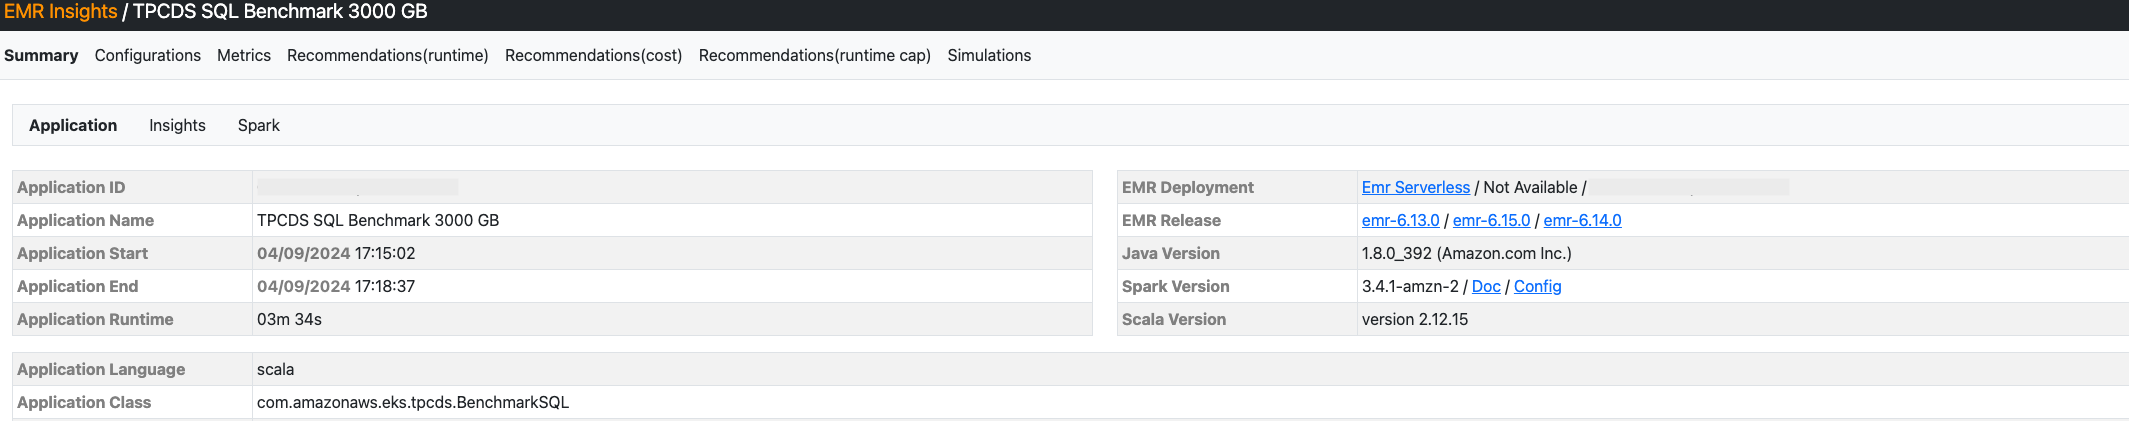 EMR Insights / TPCDS SQL Benchmark 3000 GB
Summary Configurations Metrics Recommendations(runtime) Recommendations(cost) Recommendations(runtime cap) Simulations
Application Insights Spark
Application ID
Application Name TPCDS SQL Benchmark 3000 GB
Application Start 04/09/2024 17:15:02
Application End 04/09/2024 17:18:37
Application Runtime 03m 34s
EMR Deployment Emr Serverless / Not Available /
EMR Release emr-6.13.0 / emr-6.15.0 / emr-6.14.0
Java Version 1.8.0_392 (Amazon.com Inc.)
Spark Version 3.4.1-amzn-2 / Doc / Config
Scala Version version 2.12.15
Application Language scala
Application Class com.amazonaws.eks.tpcds.BenchmarkSQL